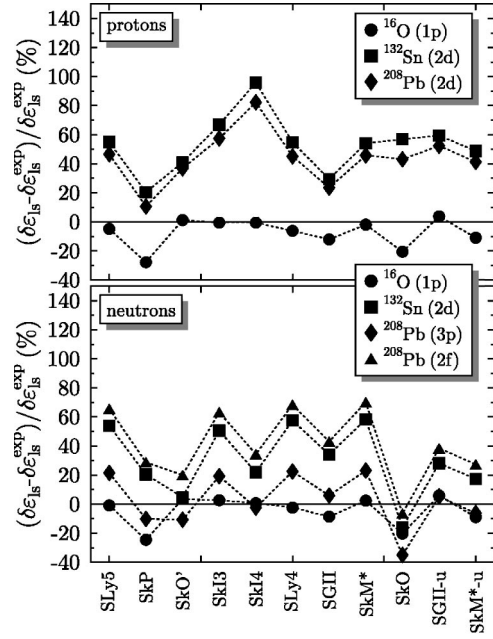 protons
140
120
100
80
60
40
20
0
-20
-40
(δε_ls-δε_ls^exp)/δε_ls^exp (%)
^16O (1p)
^132Sn (2d)
^208Pb (2d)
neutrons
140
120
100
80
60
40
20
0
-20
-40
(δε_ls-δε_ls^exp)/δε_ls^exp (%)
^16O (1p)
^132Sn (2d)
^208Pb (3p)
^208Pb (2f)
SLy5
SkP
SkO'
SkI3
SkI4
SLy4
SGII
SkM*
SkO
SGII-u
SkM*-u